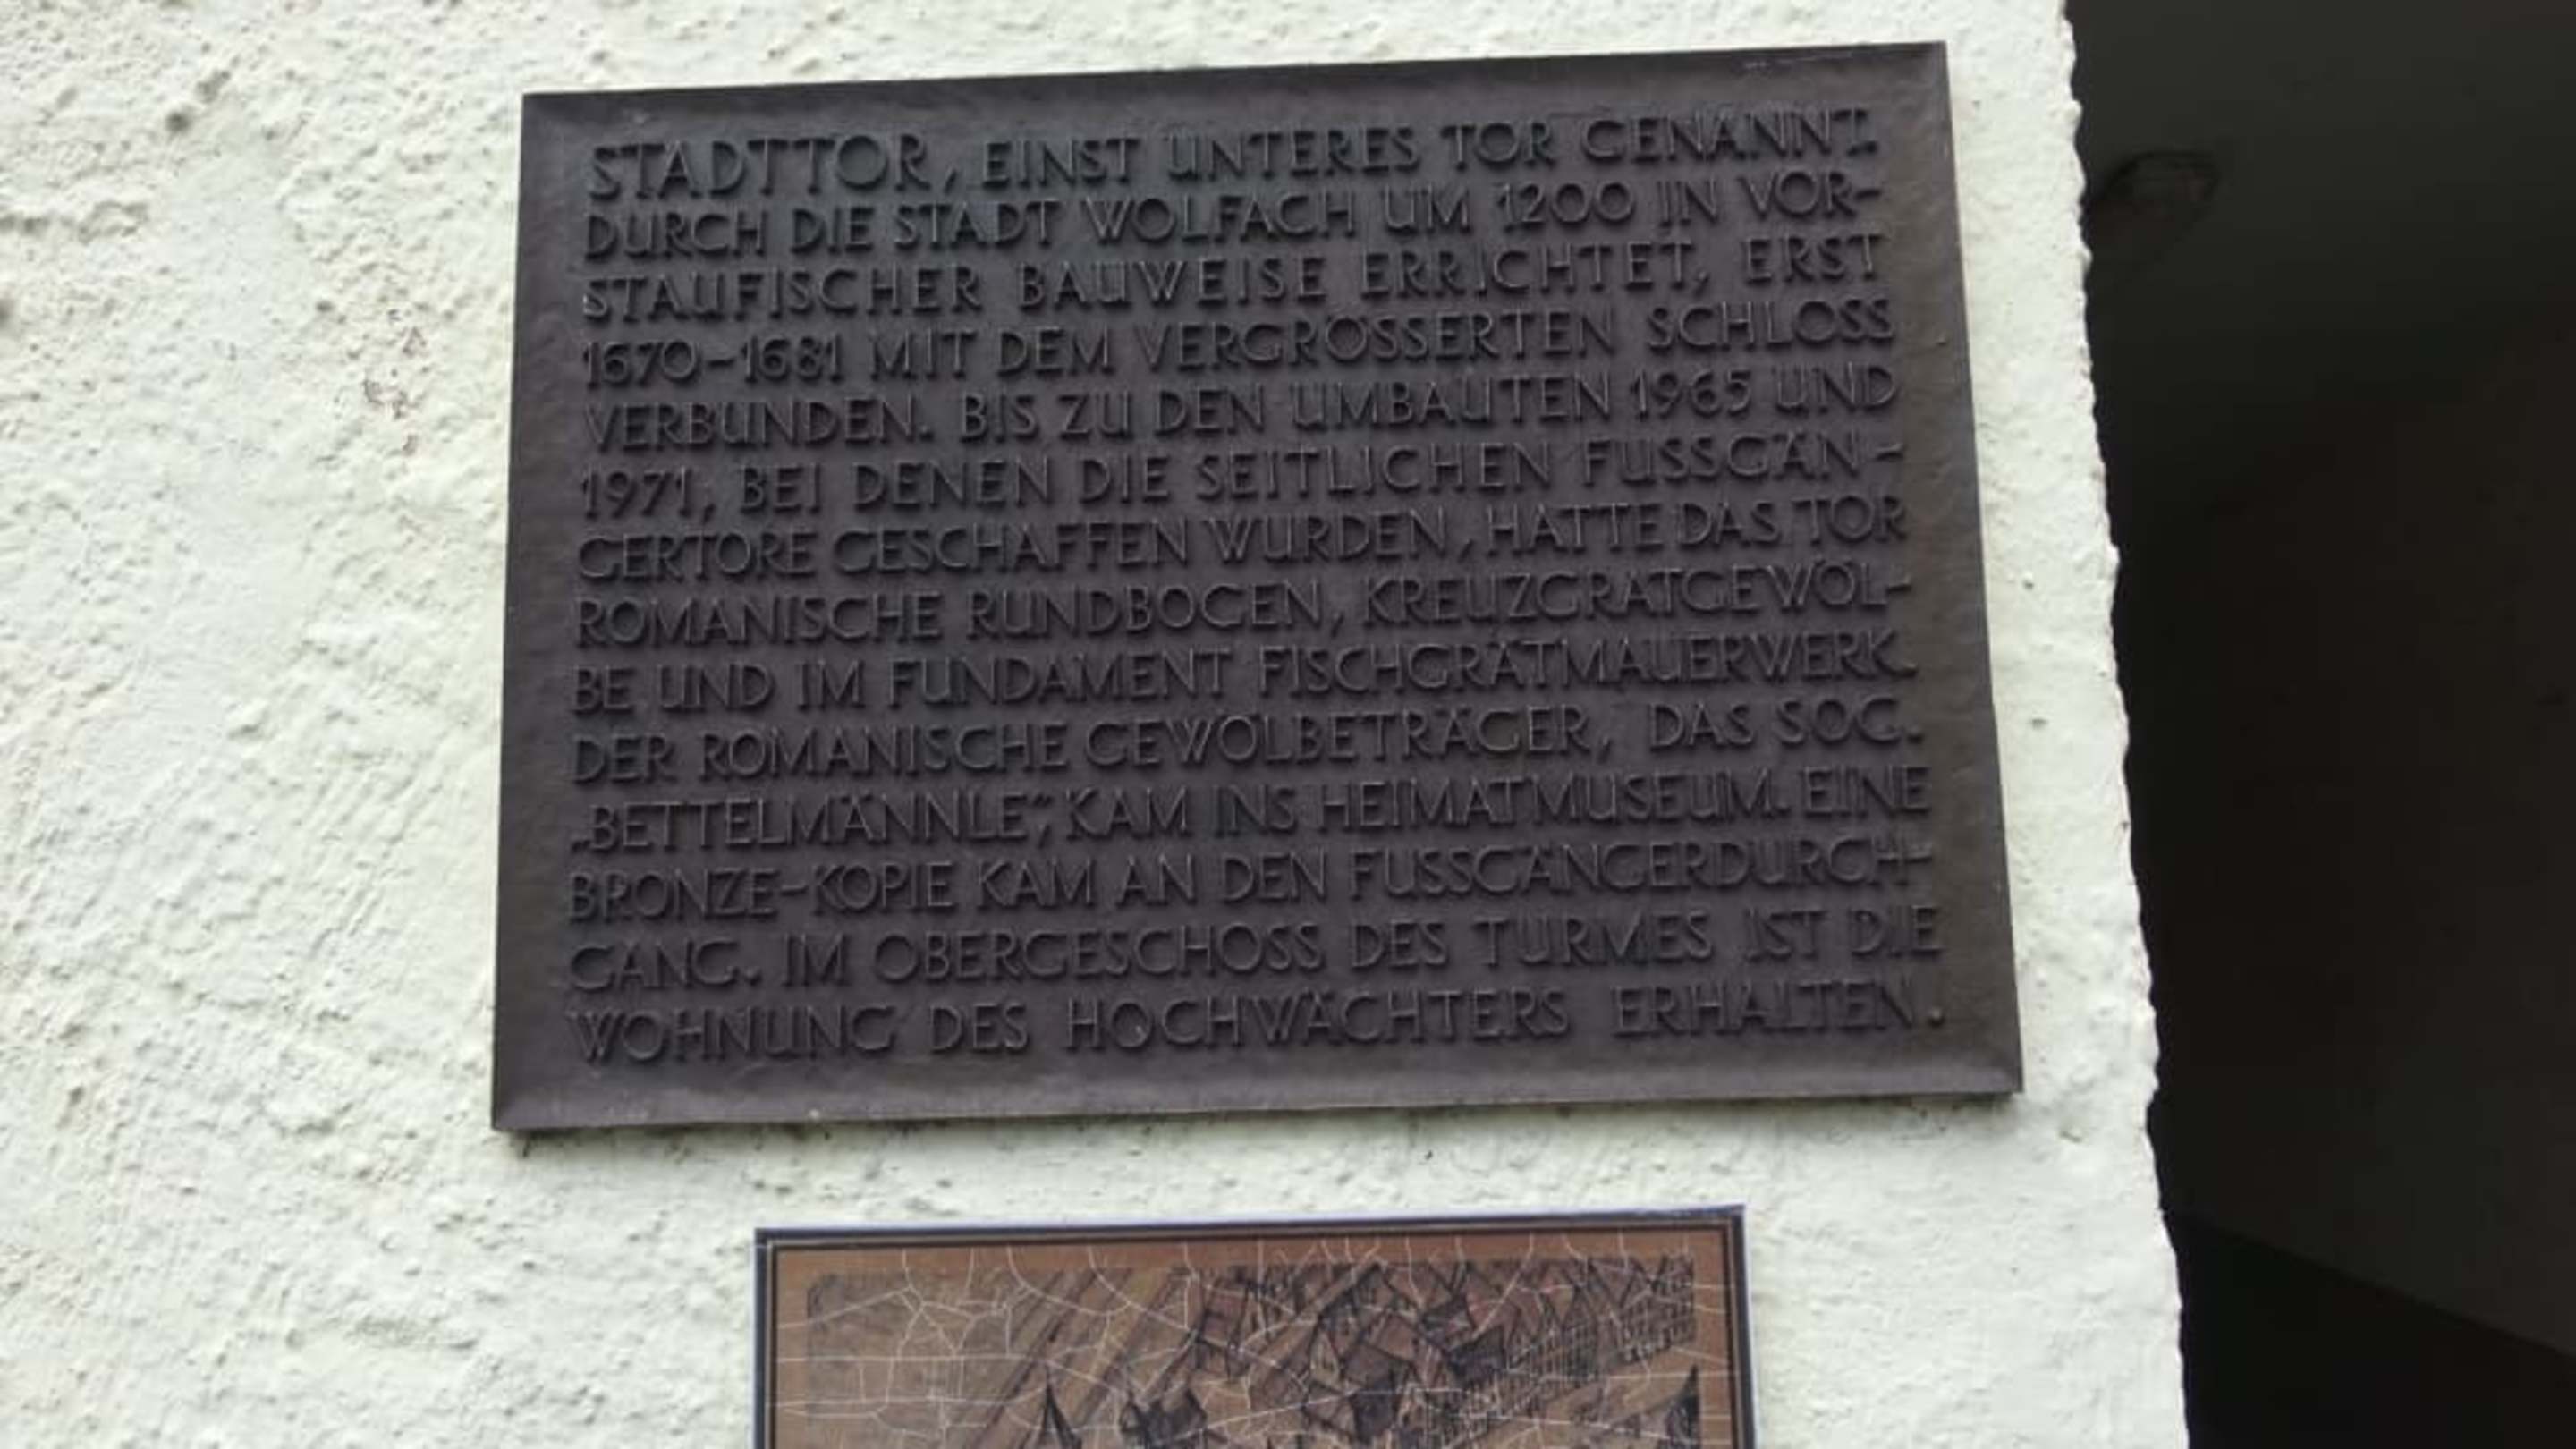 STADTTOR, EINST UNTERES TOR GENANNT.
DURCH DIE STADT WOLFACH UM 1200 IN VOR-
STAUFISCHER BAUWEISE ERRICHTET, ERST
1670-1681 MIT DEM VERGRÖSSERTEN SCHLOSS
VERBUNDEN. BIS ZU DEN UMBAUTEN 1965 UND
1971, BEI DENEN DIE SEITLICHEN FUSSGÄN-
GERTORE GESCHAFFEN WURDEN, HATTE DAS TOR
ROMANISCHE RUNDBOGEN, KREUZGRATGEWÖL-
BE UND IM FUNDAMENT FISCHGRÄTMAUERWERK.
DER ROMANISCHE GEWÖLBETRÄGER, DAS SOG.
„BETTELMÄNNLE“, KAM INS HEIMATMUSEUM. EINE
BRONZE-KOPIE KAM AN DEN FUSSGÄNGERDURCH-
GANG. IM OBERGESCHOSS DES TURMES IST DIE
WOHNUNG DES HOCHWÄCHTERS ERHALTEN.